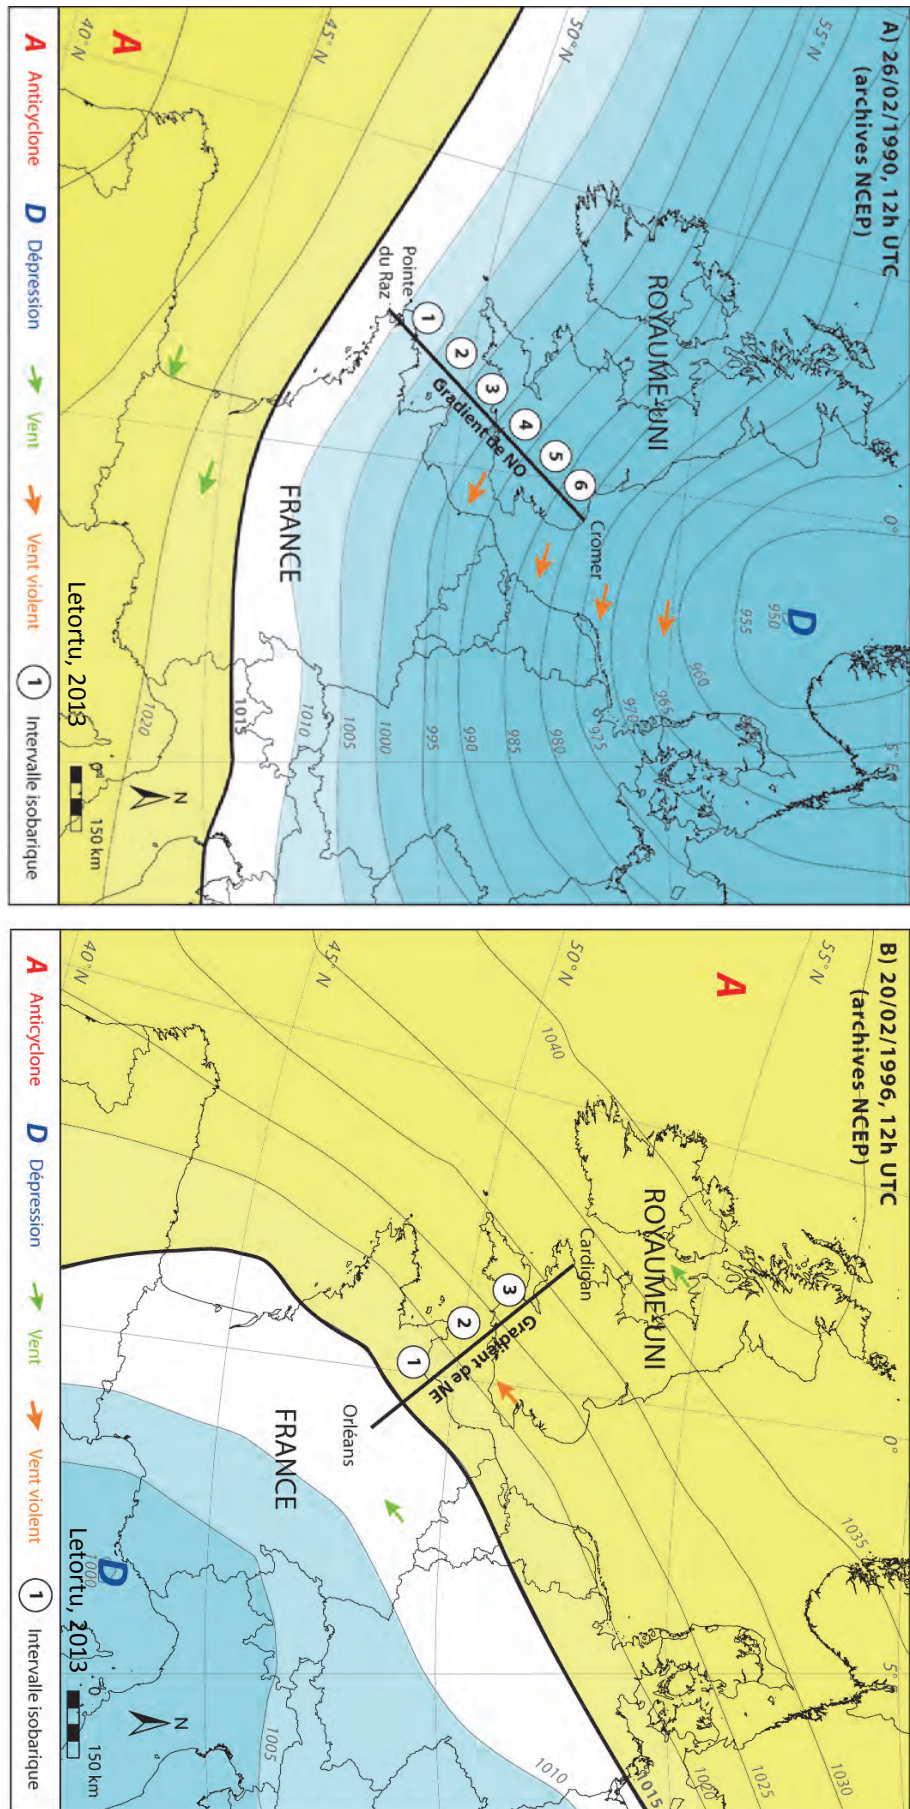 A) 26/02/1990, 12h UTC
(archives NCEP)
55° N
50° N
45° N
40° N
0°
5°E
ROYAUME-UNI
FRANCE
A
D
Pointe
du Raz
Cromer
Gradient de NO
1
2
3
4
5
6
950
955
960
965
970
975
980
985
990
995
1000
1005
1010
1015
1020
N
0
150 km
Letortu, 2013
A Anticyclone
D Dépression
Vent
Vent violent
1 Intervalle isobarique
B) 20/02/1996, 12h UTC
(archives NCEP)
55° N
50° N
45° N
40° N
0°
5°E
A
ROYAUME-UNI
FRANCE
Cardigan
Orléans
Gradient de NE
3
2
1
1040
1035
1030
1025
1020
1015
1010
1005
1000
D
N
0
150 km
Letortu, 2013
A Anticyclone
D Dépression
Vent
Vent violent
1 Intervalle isobarique